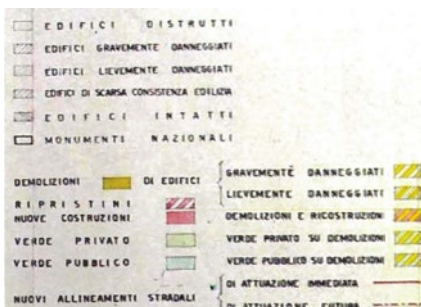 EDIFICI DISTRUTTI
EDIFICI GRAVEMENTE DANNEGGIATI
EDIFICI LIEVEMENTE DANNEGGIATI
EDIFICI DI SCARSA CONSISTENZA EDILIZIA
EDIFICI INTATTI
MONUMENTI NAZIONALI
DEMOLIZIONI DI EDIFICI
GRAVEMENTE DANNEGGIATI
LIEVEMENTE DANNEGGIATI
RIPRISTINI
NUOVE COSTRUZIONI
DEMOLIZIONI E RICOSTRUZIONI
VERDE PRIVATO
VERDE PRIVATO SU DEMOLIZIONI
VERDE PUBBLICO
VERDE PUBBLICO SU DEMOLIZIONI
NUOVI ALLINEAMENTI STRADALI
DI ATTUAZIONE IMMEDIATA
DI ATTUAZIONE FUTURA